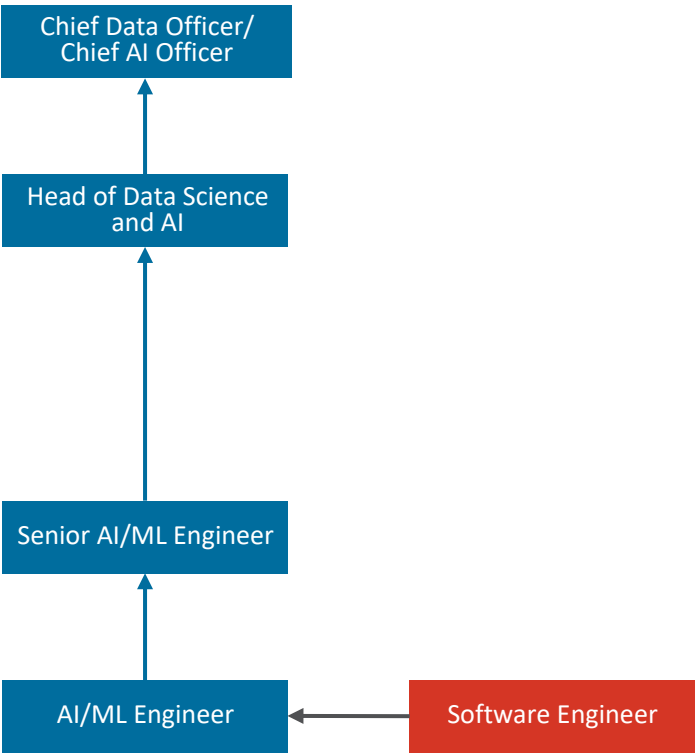 Chief Data Officer/
Chief AI Officer
Head of Data Science
and AI
Senior AI/ML Engineer
AI/ML Engineer
Software Engineer